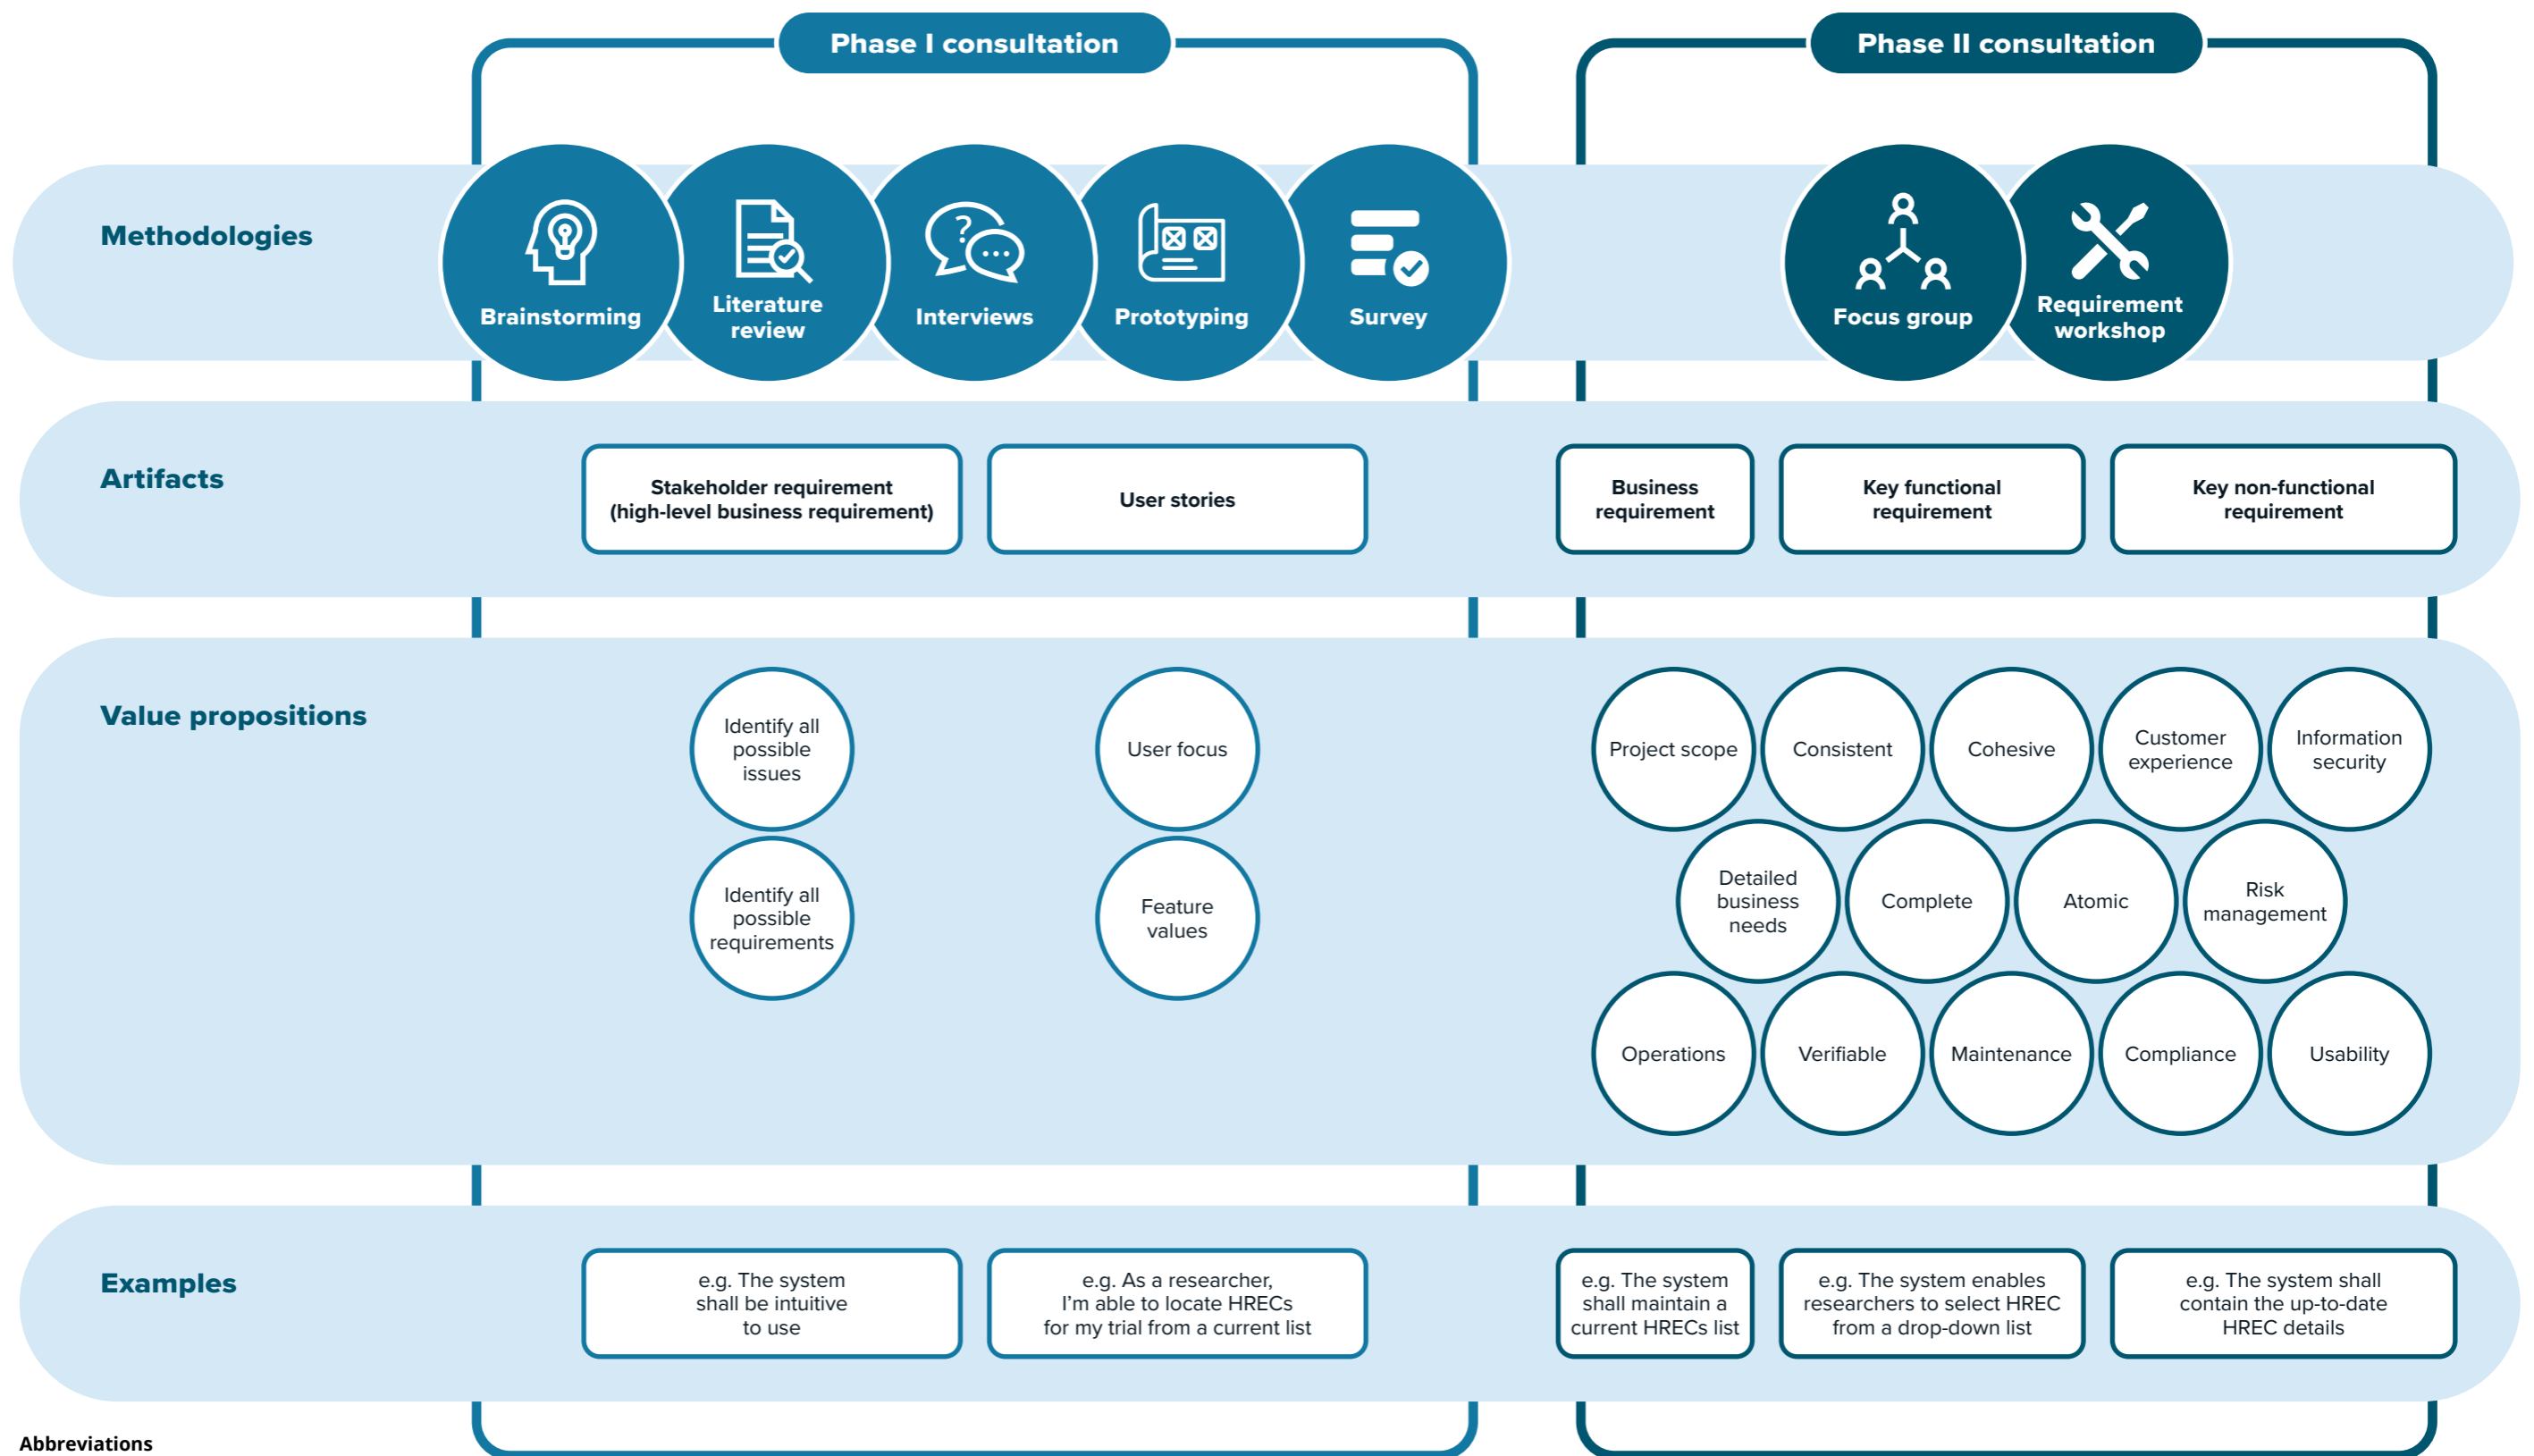 Phase I consultation
Phase II consultation
Methodologies
Brainstorming
Literature
review
Interviews
Prototyping
Survey
Focus group
Requirement
workshop
Artifacts
Stakeholder requirement
(high-level business requirement)
User stories
Business
requirement
Key functional
requirement
Key non-functional
requirement
Value propositions
Identify all
possible
issues
User focus
Project scope
Consistent
Cohesive
Customer
experience
Information
security
Identify all
possible
requirements
Feature
values
Detailed
business
needs
Complete
Atomic
Risk
management
Operations
Verifiable
Maintenance
Compliance
Usability
Examples
e.g. The system
shall be intuitive
to use
e.g. As a researcher,
I’m able to locate HRECs
for my trial from a current list
e.g. The system
shall maintain a
current HRECs list
e.g. The system enables
researchers to select HREC
from a drop-down list
e.g. The system shall
contain the up-to-date
HREC details
Abbreviations